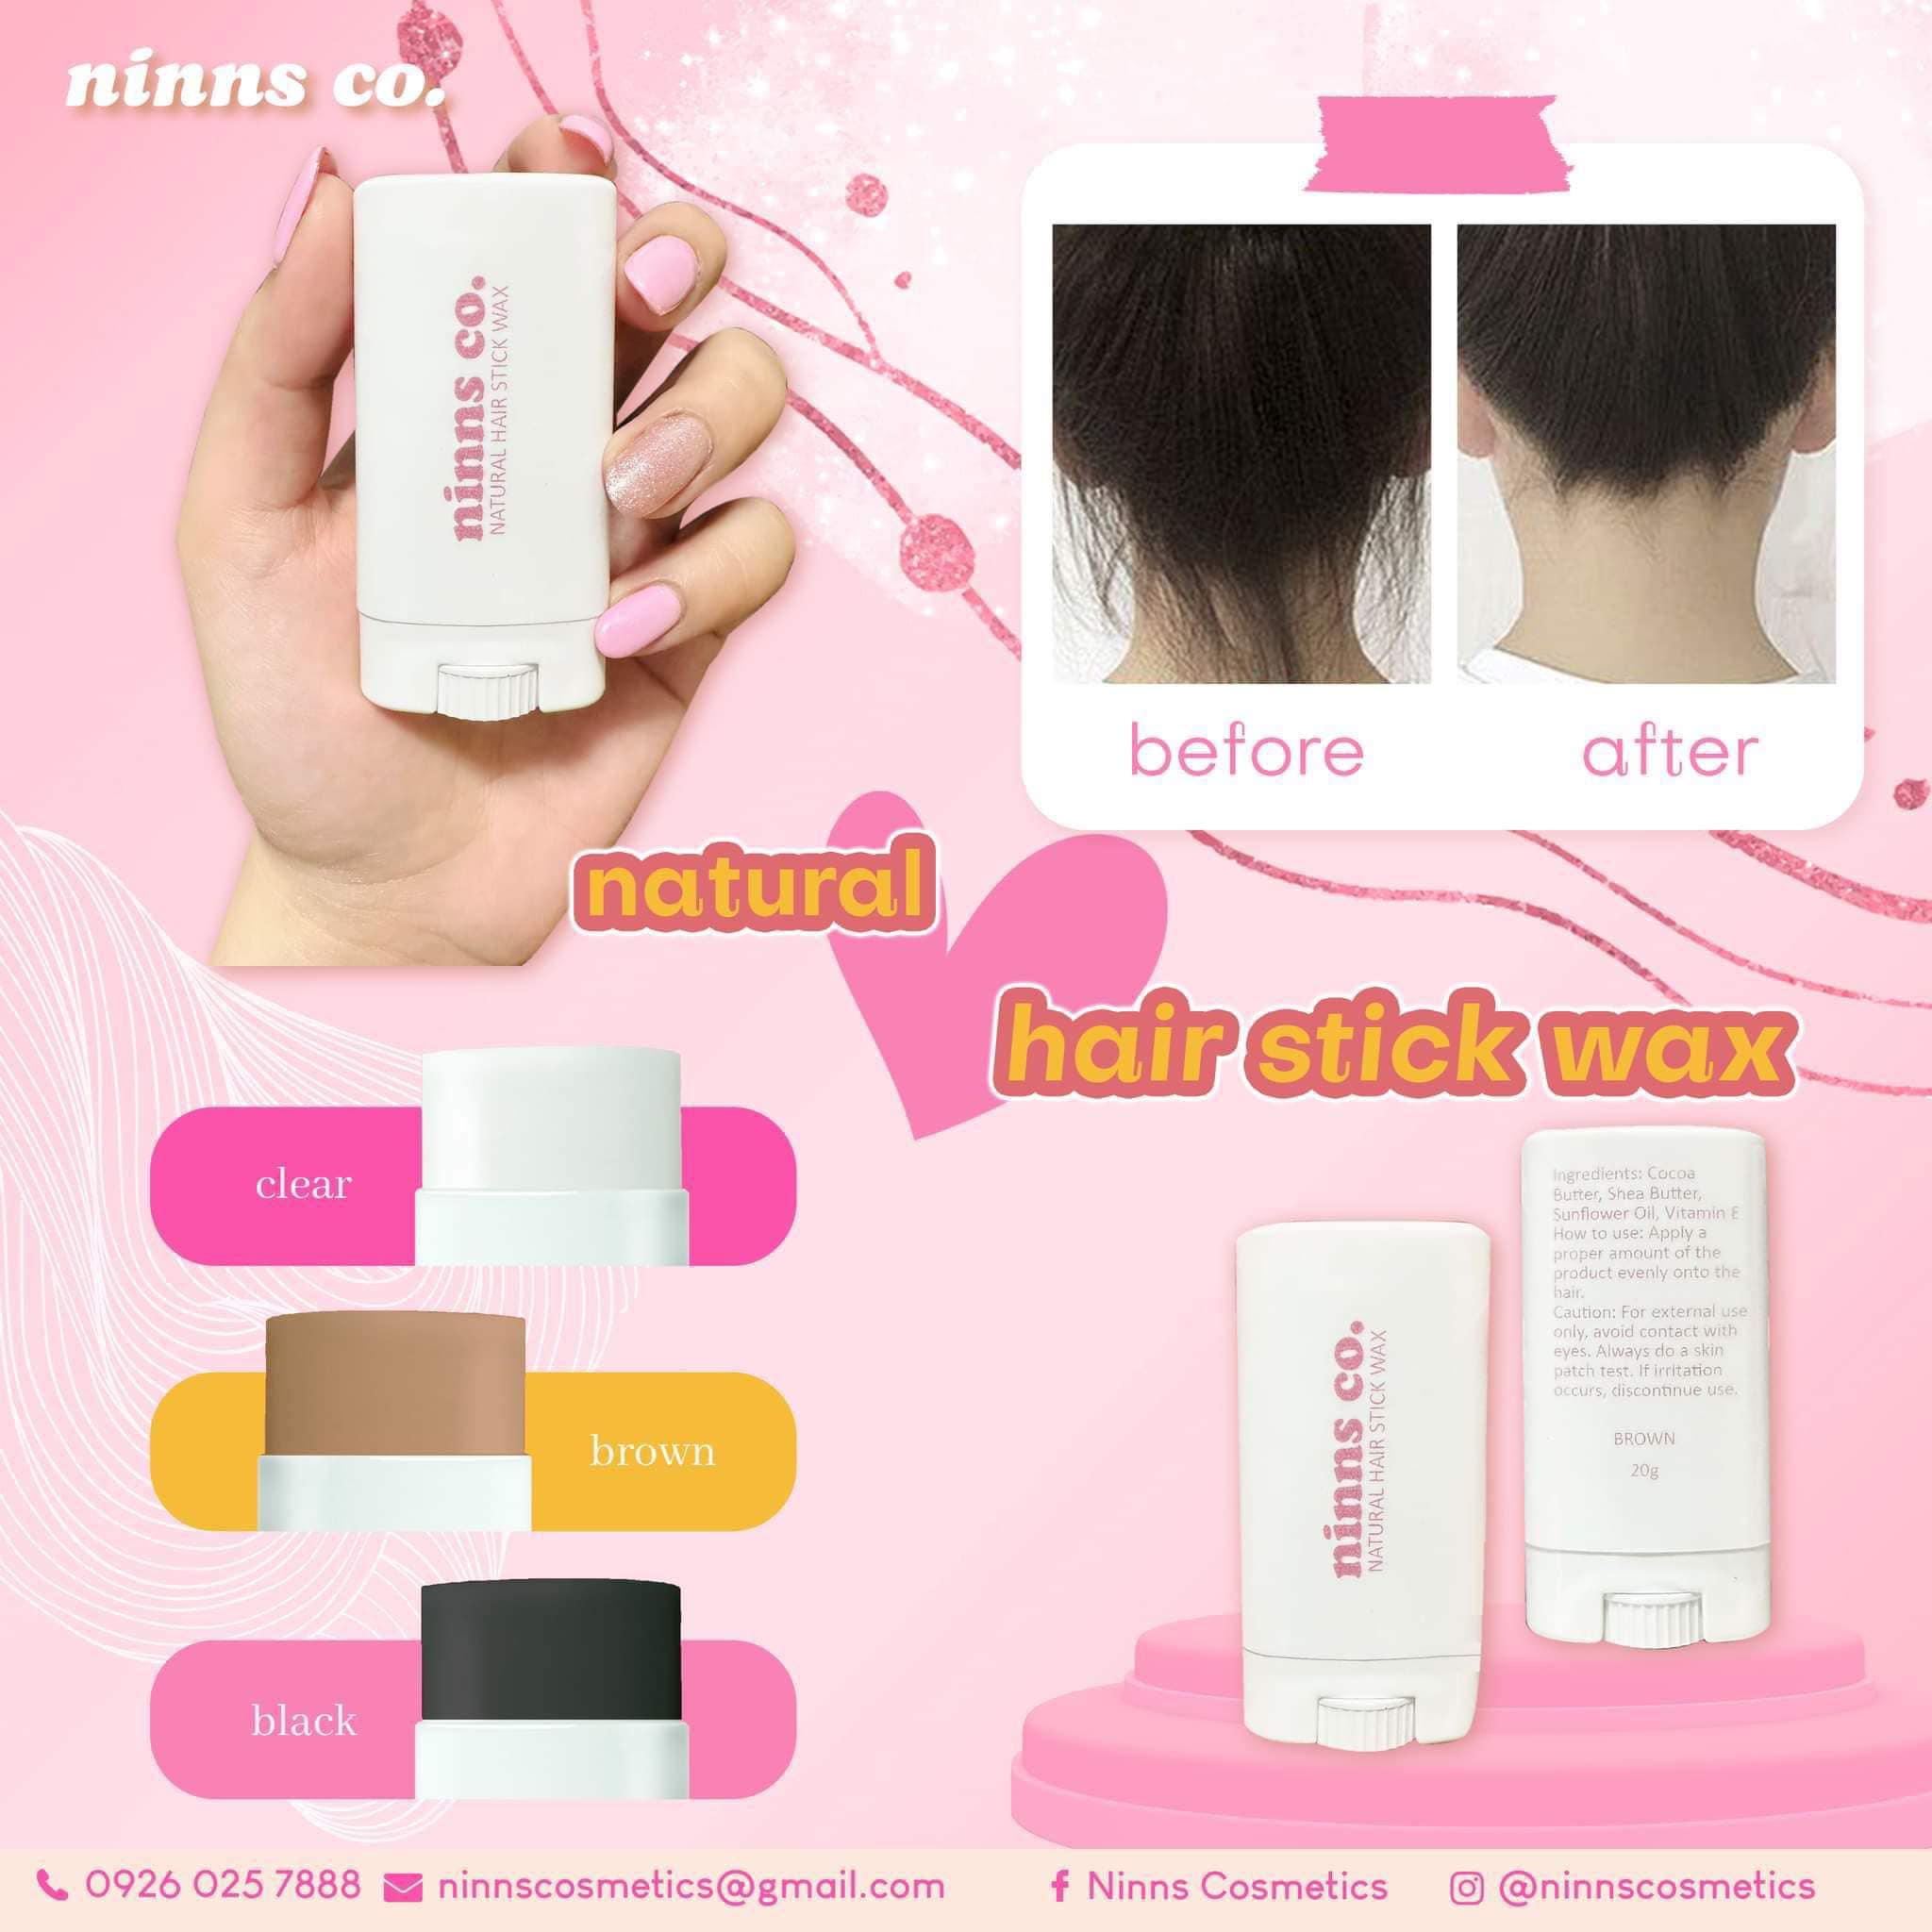 ninns co.
ninns co.
NATURAL HAIR STICK WAX
before
after
natural
hair stick wax
clear
brown
black
ninns co.
NATURAL HAIR STICK WAX
Ingredients: Cocoa
Butter, Shea Butter,
Sunflower Oil, Vitamin E
How to use: Apply a
proper amount of the
product evenly onto the
hair.
Caution: For external use
only, avoid contact with
eyes. Always do a skin
patch test. If irritation
occurs, discontinue use.
BROWN
20g
0926 025 7888 ninnscosmetics@gmail.com Ninns Cosmetics @ninnscosmetics